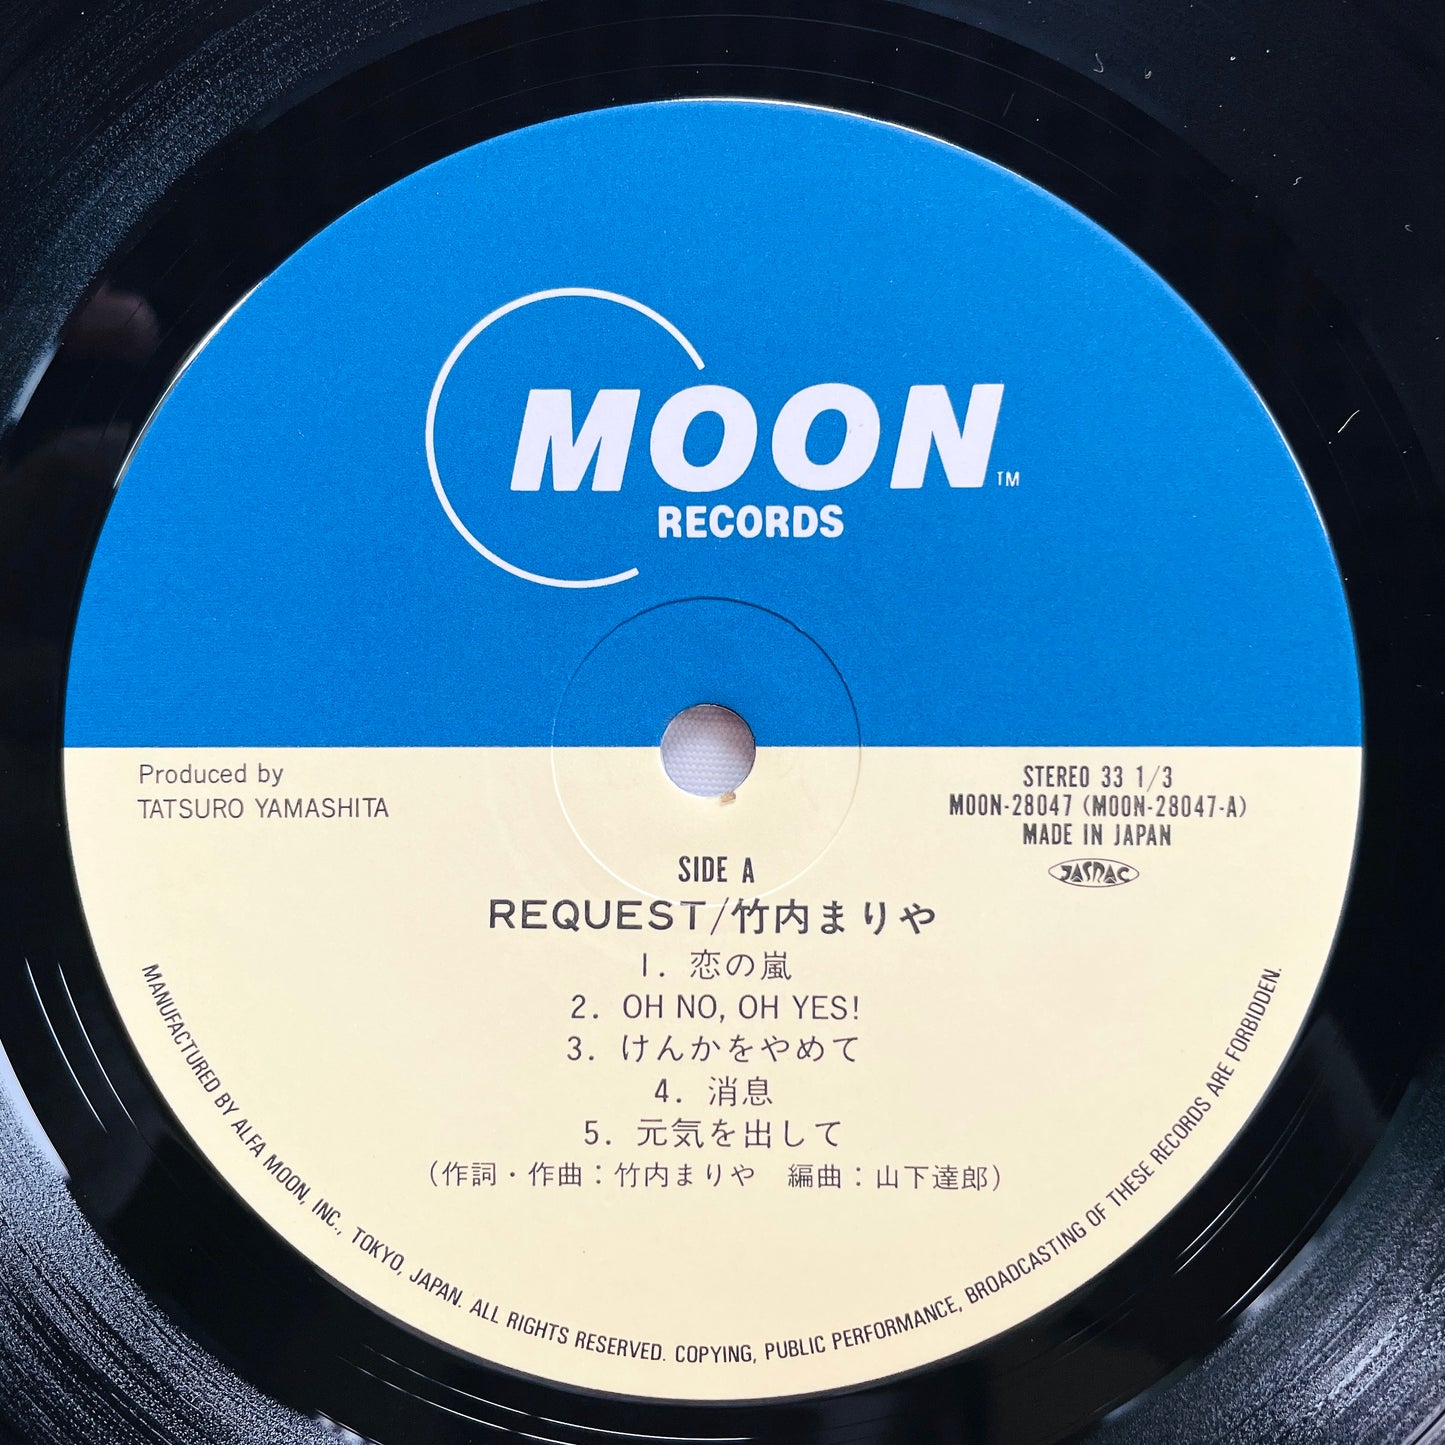 MOON™
RECORDS
Produced by
TATSURO YAMASHITA
STEREO 33 1/3
MOON-28047 (MOON-28047-A)
MADE IN JAPAN
JASRAC
SIDE A
REQUEST/竹内まりや
1. 恋の嵐
2. OH NO, OH YES!
3. けんかをやめて
4. 消息
5. 元気を出して
(作詞・作曲:竹内まりや 編曲:山下達郎)
MANUFACTURED BY ALFA MOON, INC., TOKYO, JAPAN. ALL RIGHTS RESERVED. COPYING, PUBLIC PERFORMANCE, BROADCASTING OF THESE RECORDS ARE FORBIDDEN.